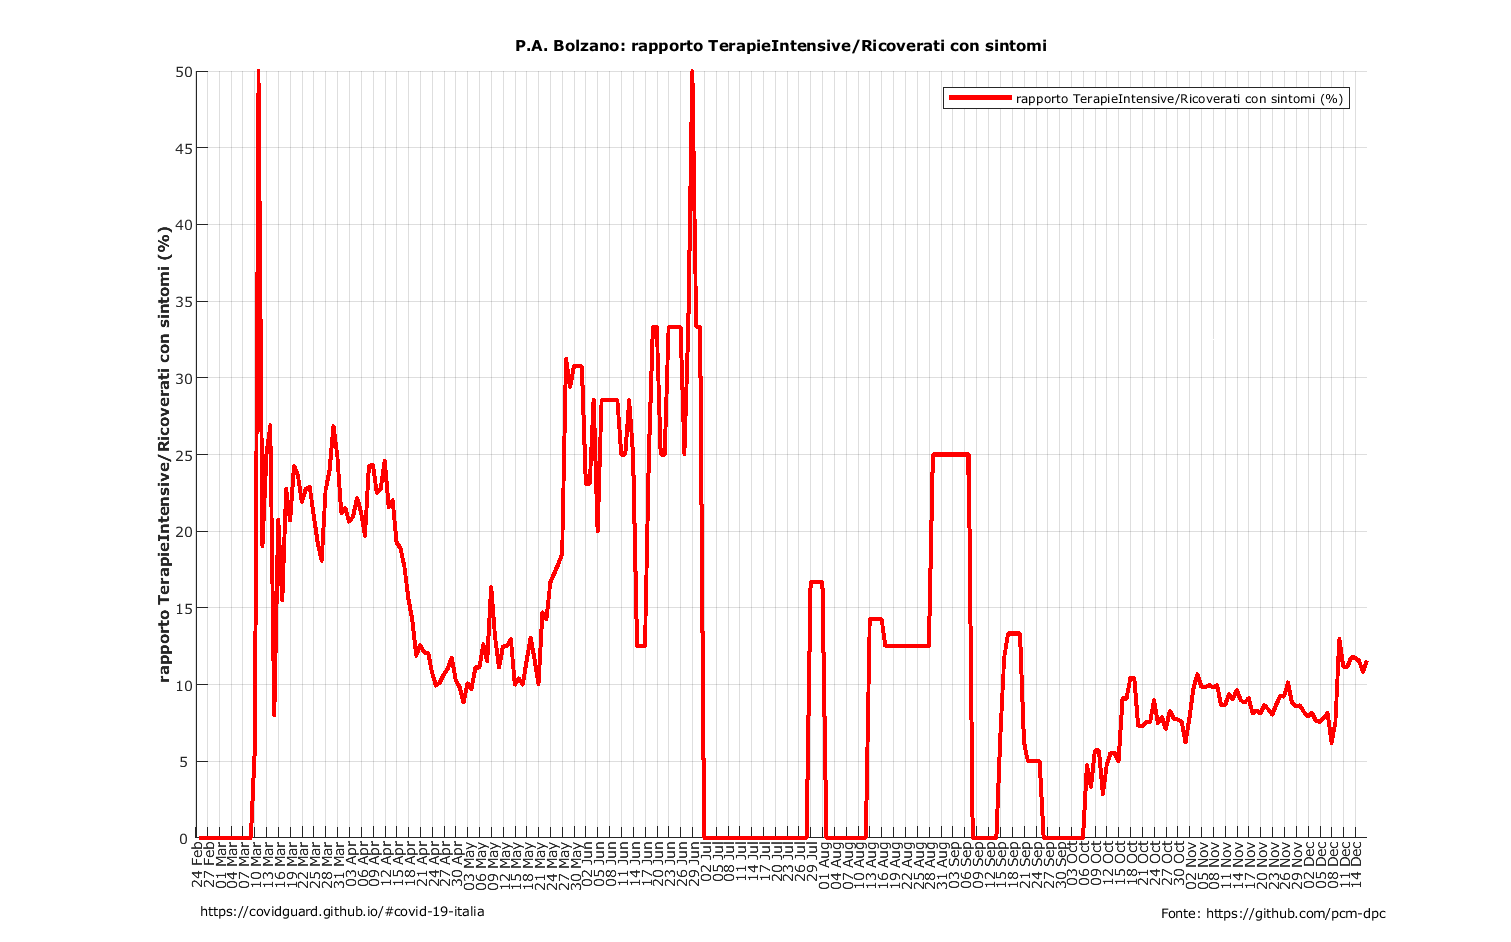 P.A. Bolzano: rapporto TerapieIntensive/Ricoverati con sintomi
rapporto TerapieIntensive/Ricoverati con sintomi (%)
rapporto TerapieIntensive/Ricoverati con sintomi (%)
50
45
40
35
30
25
20
15
10
5
0
24 Feb
27 Feb
01 Mar
04 Mar
07 Mar
10 Mar
13 Mar
16 Mar
19 Mar
22 Mar
25 Mar
28 Mar
31 Mar
03 Apr
06 Apr
09 Apr
12 Apr
15 Apr
18 Apr
21 Apr
24 Apr
27 Apr
30 Apr
03 May
06 May
09 May
12 May
15 May
18 May
21 May
24 May
27 May
30 May
02 Jun
05 Jun
08 Jun
11 Jun
14 Jun
17 Jun
20 Jun
23 Jun
26 Jun
29 Jun
02 Jul
05 Jul
08 Jul
11 Jul
14 Jul
17 Jul
20 Jul
23 Jul
26 Jul
29 Jul
01 Aug
04 Aug
07 Aug
10 Aug
13 Aug
16 Aug
19 Aug
22 Aug
25 Aug
28 Aug
31 Aug
03 Sep
06 Sep
09 Sep
12 Sep
15 Sep
18 Sep
21 Sep
24 Sep
27 Sep
30 Sep
03 Oct
06 Oct
09 Oct
12 Oct
15 Oct
18 Oct
21 Oct
24 Oct
27 Oct
30 Oct
02 Nov
05 Nov
08 Nov
11 Nov
14 Nov
17 Nov
20 Nov
23 Nov
26 Nov
29 Nov
02 Dec
05 Dec
08 Dec
11 Dec
14 Dec
https://covidguard.github.io/#covid-19-italia
Fonte: https://github.com/pcm-dpc